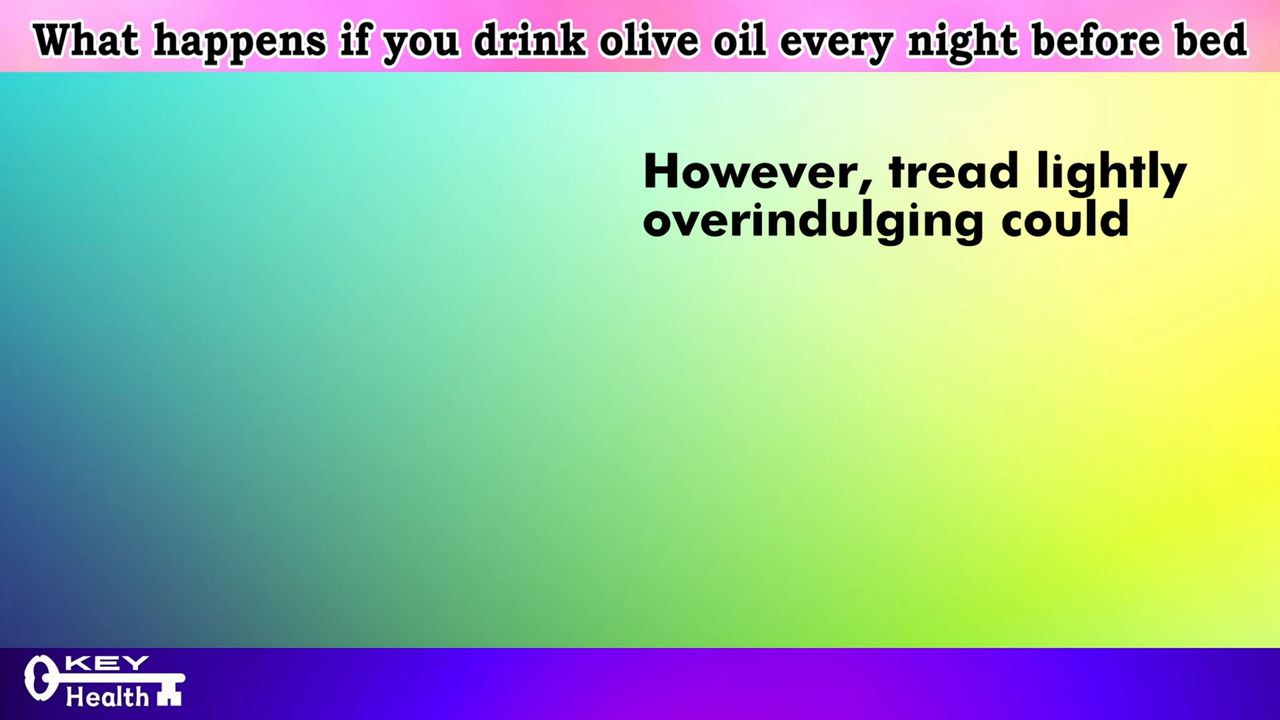 What happens if you drink olive oil every night before bed
However, tread lightly
overindulging could
KEY
Health